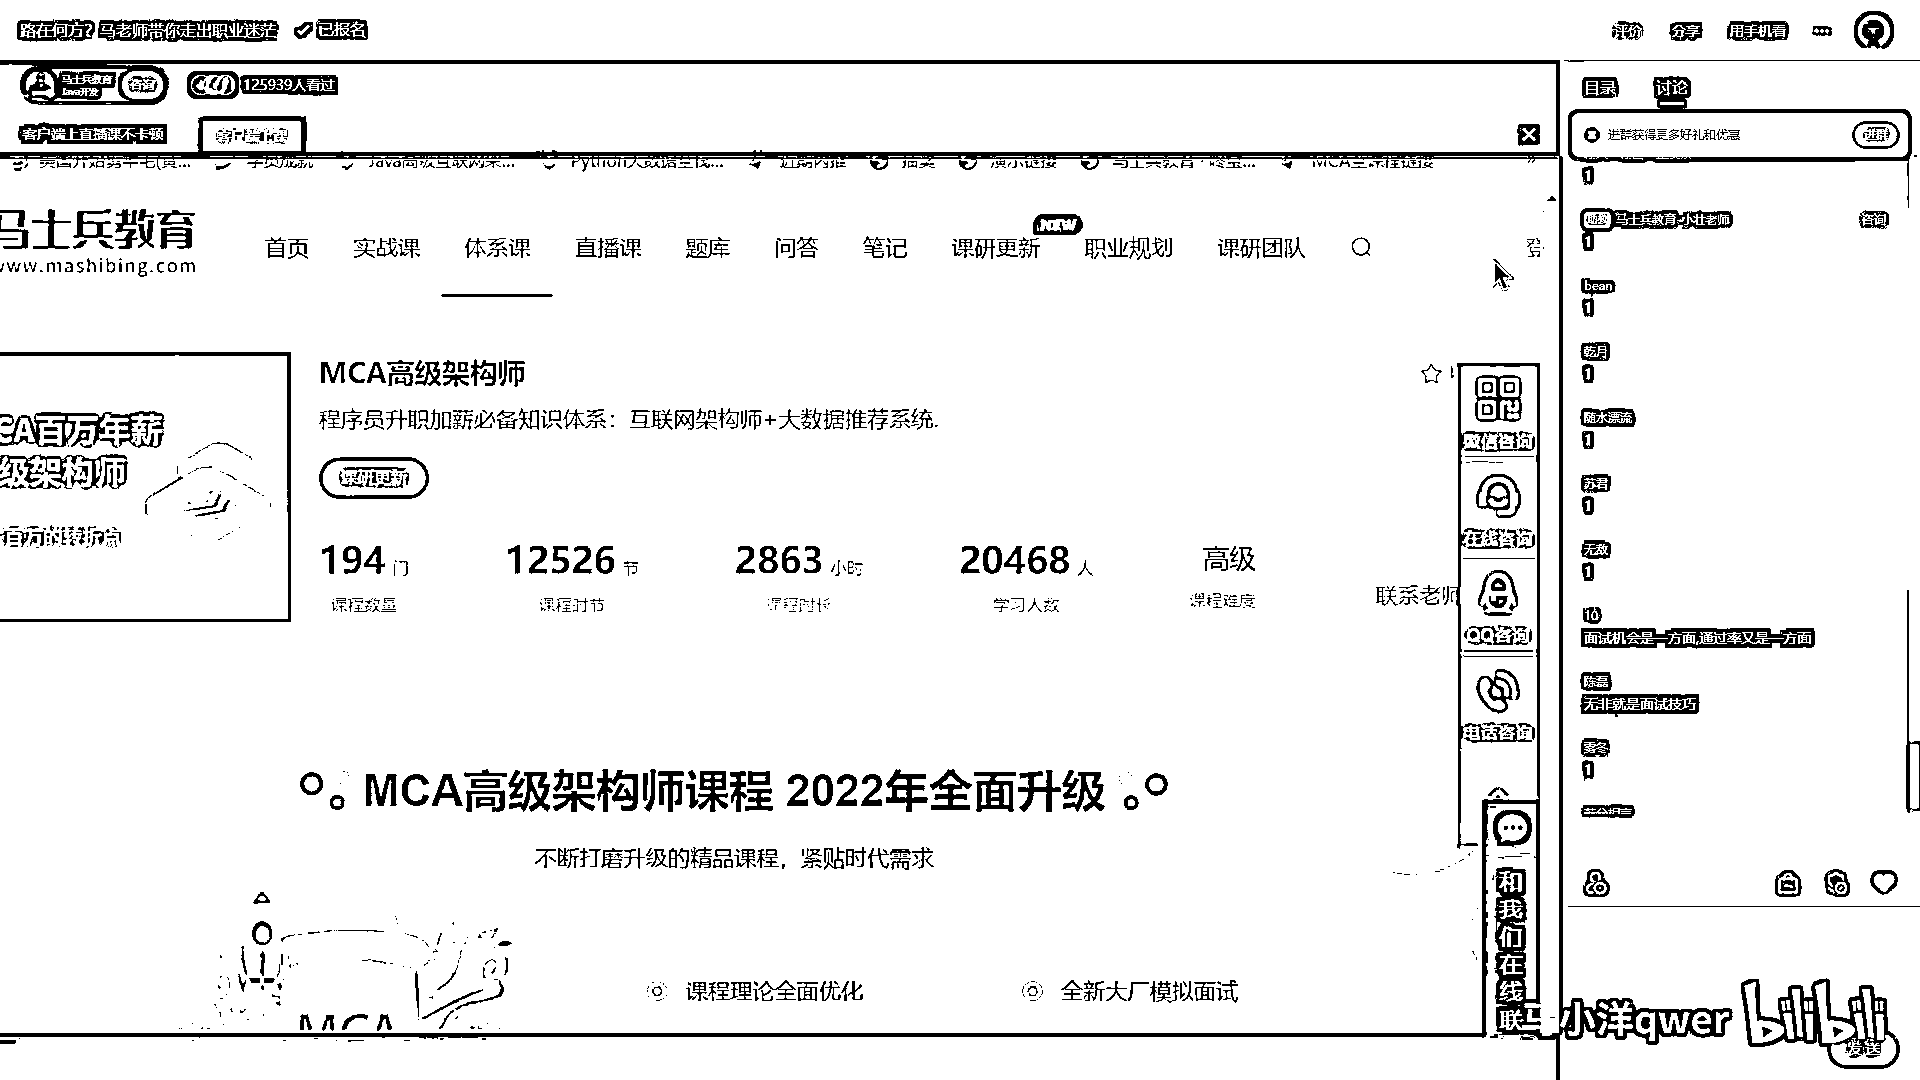 路在何方？马老师带你走出职业迷茫 已报名
评价 分享 用手机看
马士兵教育
Java开发
咨询
125939人看过
客户端上直播课不卡顿
学员成就 Java高级互联网架... Python大数据全栈... 近期内推 抽奖 演示链接 MCA全课程链接
马士兵教育
www.mashibing.com
首页 实战课 体系课 直播课 题库 问答 笔记 课研更新 NEW 职业规划 课研团队 登
CA百万年薪
级架构师
百万的转折点
MCA高级架构师
程序员升职加薪必备知识体系：互联网架构师+大数据推荐系统.
课研更新
194 门 12526 节 2863 小时 20468 人 高级
课程数量 课程时节 课程时长 学习人数 课程难度
联系老师
微信咨询
在线咨询
QQ咨询
电话咨询
MCA高级架构师课程 2022年全面升级
不断打磨升级的精品课程，紧贴时代需求
MCA
课程理论全面优化 全新大厂模拟面试
和我们在线联
目录 讨论
进群获得更多好礼和优惠 进群
1
马士兵教育-小壮老师 咨询
1
bean
1
乾月
1
随水漂流
1
苏君
1
无敌
1
10
面试机会是一方面,通过率又是一方面
陈磊
无非就是面试技巧
零冬
1
小洋qwer bilibili
发送